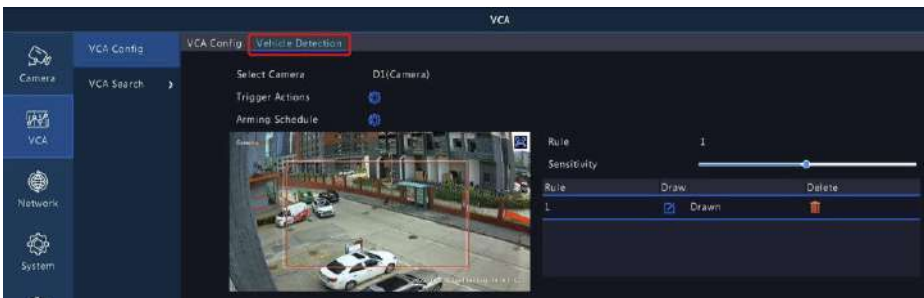 VCA
Camera
VCA
Network
System
VCA Config
VCA Search
VCA Config Vehicle Detection
Select Camera D1(Camera)
Trigger Actions
Arming Schedule
Camera
Rule 1
Sensitivity
Rule Draw Delete
1 Drawn